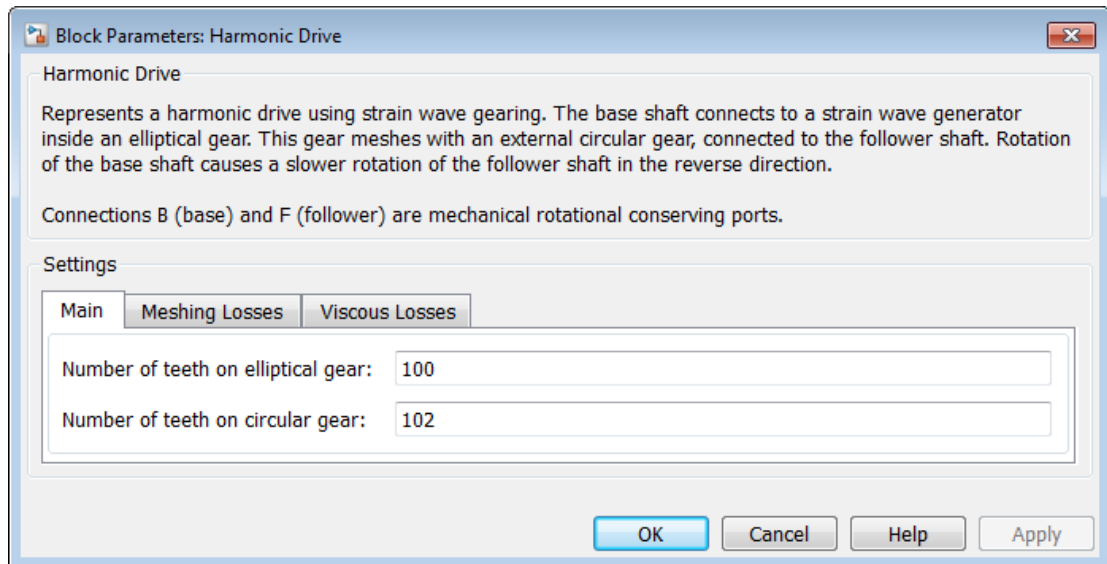 Block Parameters: Harmonic Drive
Harmonic Drive
Represents a harmonic drive using strain wave gearing. The base shaft connects to a strain wave generator
inside an elliptical gear. This gear meshes with an external circular gear, connected to the follower shaft. Rotation
of the base shaft causes a slower rotation of the follower shaft in the reverse direction.
Connections B (base) and F (follower) are mechanical rotational conserving ports.
Settings
Main Meshing Losses Viscous Losses
Number of teeth on elliptical gear: 100
Number of teeth on circular gear: 102
OK Cancel Help Apply